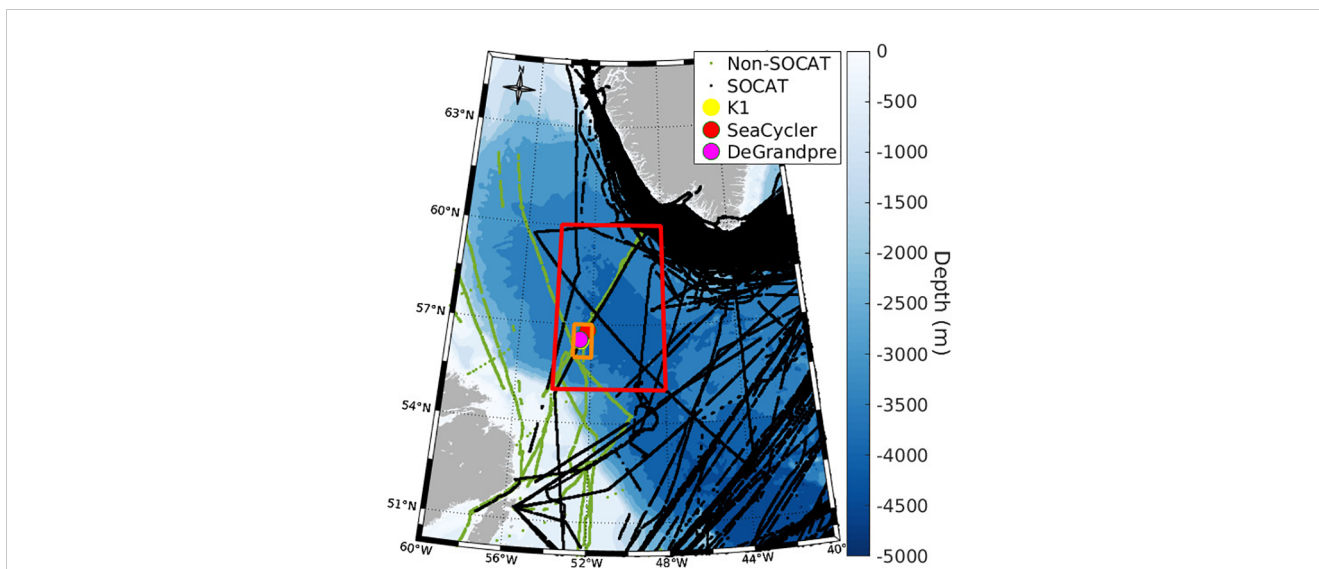 Non-SOCAT
SOCAT
K1
SeaCycler
DeGrandpre
N
63°N
60°N
57°N
54°N
51°N
60°W
56°W
52°W
48°W
44°W
40°
0
-500
-1000
-1500
-2000
-2500
-3000
-3500
-4000
-4500
-5000
Depth (m)